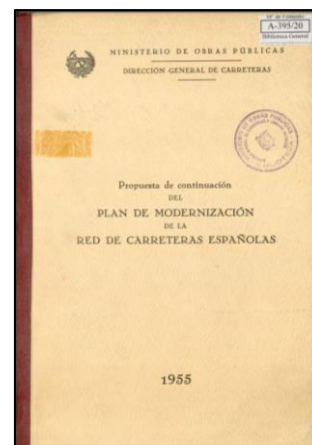 A-395/20
Biblioteca General
MINISTERIO DE OBRAS PÚBLICAS
DIRECCIÓN GENERAL DE CARRETERAS
Propuesta de continuación
DEL
PLAN DE MODERNIZACIÓN
DE LA
RED DE CARRETERAS ESPAÑOLAS
1955